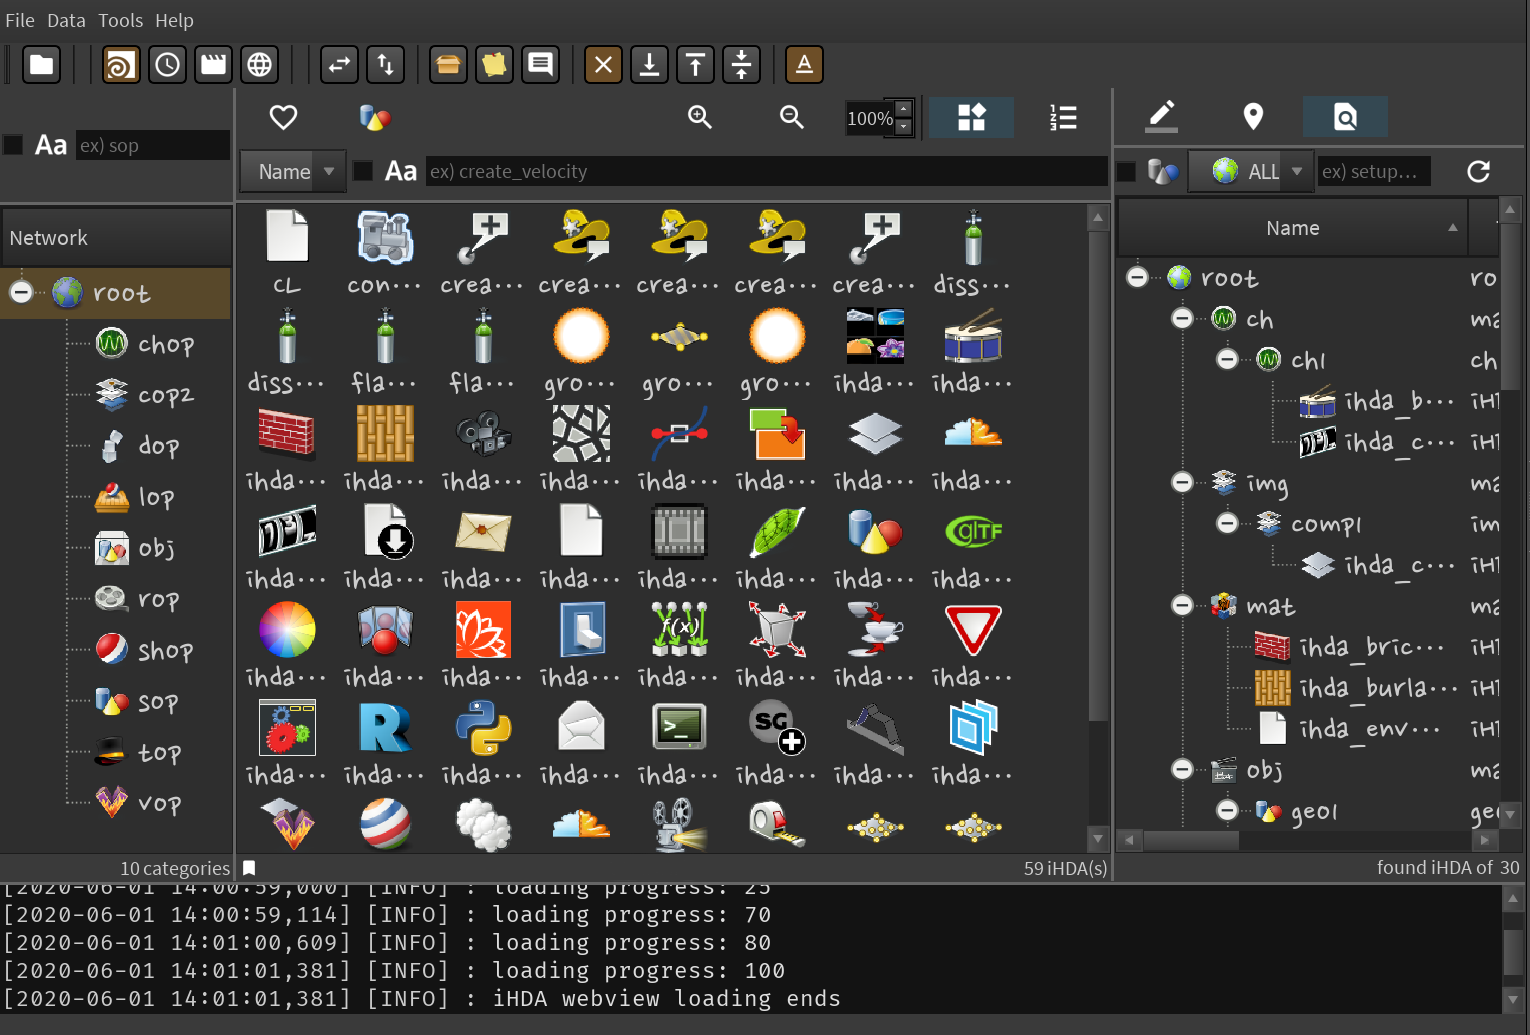 File Data Tools Help
A
100%
Aa ex) sop
Name Aa ex) create_velocity
ALL ex) setup...
Network
Name
root
chop
cop2
dop
lop
obj
rop
shop
sop
top
vop
10 categories
CL con··· crea··· crea··· crea··· crea··· crea··· diss···
diss··· fla··· fla··· gro··· gro··· gro··· ihda··· ihda···
ihda··· ihda··· ihda··· ihda··· ihda··· ihda··· ihda··· ihda···
ihda··· ihda··· ihda··· ihda··· ihda··· ihda··· ihda··· ihda···
glTF
ihda··· ihda··· ihda··· ihda··· ihda··· ihda··· ihda··· ihda···
f(x)
ihda··· ihda··· ihda··· ihda··· ihda··· ihda··· ihda··· ihda···
R >_ SG
59 iHDA(s)
root ro
ch ma
ch1 ch
ihda_b··· iH
ihda_c··· iH
img ma
comp1 im
ihda_c··· iH
mat ma
ihda_bric··· iH
ihda_burla··· iH
ihda_env··· iH
obj ma
geo1 ge
found iHDA of 30
[2020-06-01 14:00:59,000] [INFO] : loading progress: 25
[2020-06-01 14:00:59,114] [INFO] : loading progress: 70
[2020-06-01 14:01:00,609] [INFO] : loading progress: 80
[2020-06-01 14:01:01,381] [INFO] : loading progress: 100
[2020-06-01 14:01:01,381] [INFO] : iHDA webview loading ends